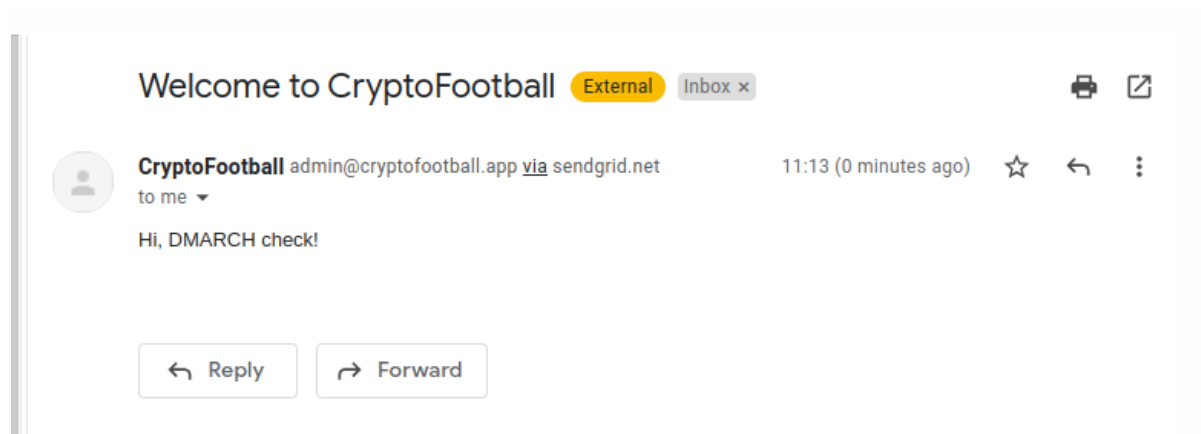 Welcome to CryptoFootball External Inbox ×
CryptoFootball admin@cryptofootball.app via sendgrid.net 11:13 (0 minutes ago)
to me
Hi, DMARCH check!
Reply Forward